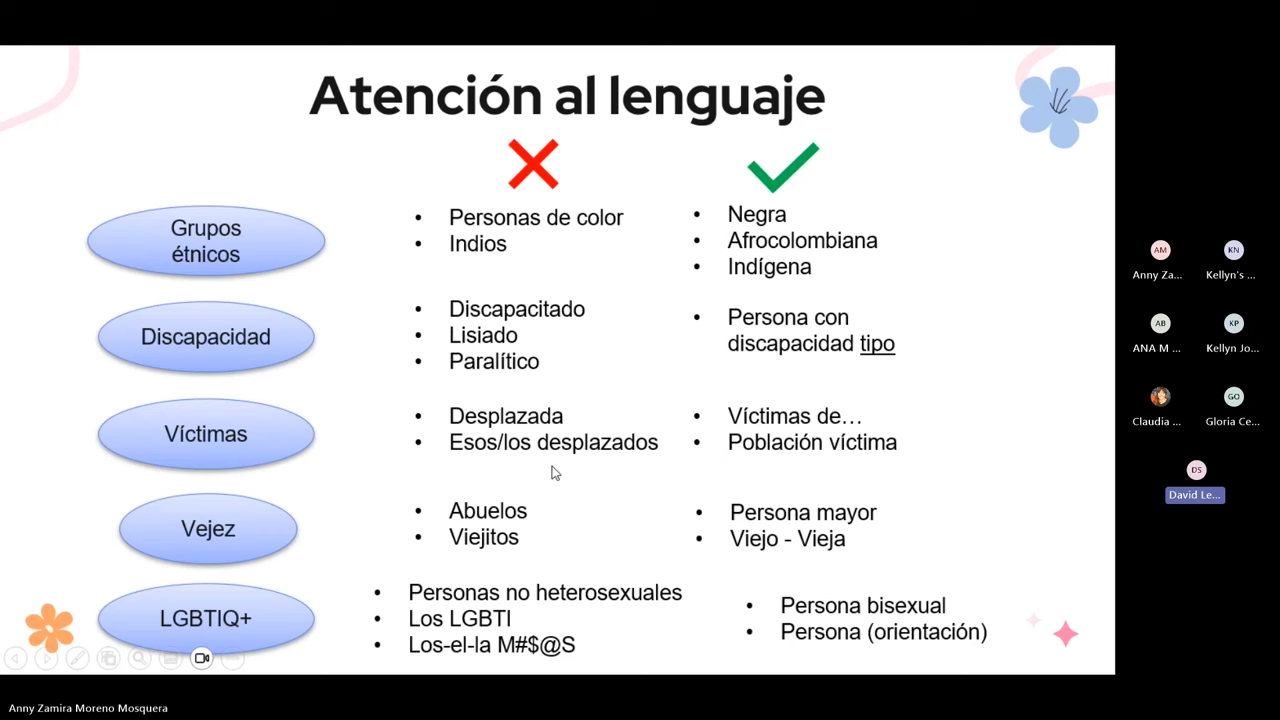 Atención al lenguaje
Grupos
étnicos
• Personas de color
• Indios
• Negra
• Afrocolombiana
• Indígena
Discapacidad
• Discapacitado
• Lisiado
• Paralítico
• Persona con
discapacidad tipo
Víctimas
• Desplazada
• Esos/los desplazados
• Víctimas de…
• Población víctima
Vejez
• Abuelos
• Viejitos
• Persona mayor
• Viejo - Vieja
LGBTIQ+
• Personas no heterosexuales
• Los LGBTI
• Los-el-la M#$@S
• Persona bisexual
• Persona (orientación)
AM
Anny Za...
KN
Kellyn's ...
AB
ANA M ...
KP
Kellyn Jo...
Claudia ...
GO
Gloria Ce...
DS
David Le...
Anny Zamira Moreno Mosquera